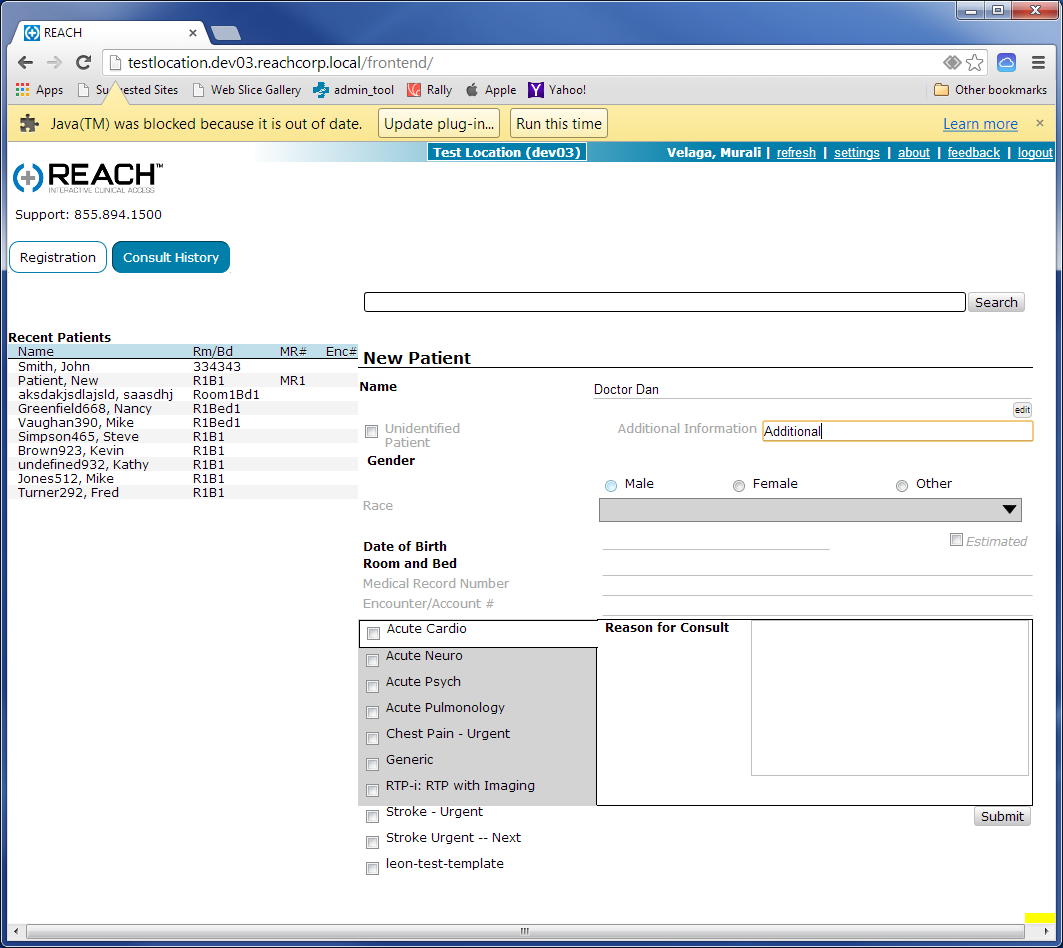 REACH
testlocation.dev03.reachcorp.local/frontend/
Apps Suggested Sites Web Slice Gallery admin_tool Rally Apple Yahoo! Other bookmarks
Java(TM) was blocked because it is out of date. Update plug-in... Run this time Learn more
Test Location (dev03) Velaga, Murali | refresh | settings | about | feedback | logout
REACH™
INTERACTIVE CLINICAL ACCESS
Support: 855.894.1500
Registration Consult History
Search
Recent Patients
Name Rm/Bd MR# Enc#
Smith, John 334343
Patient, New R1B1 MR1
aksdakjsdlajsld, saasdhj Room1Bd1
Greenfield668, Nancy R1Bed1
Vaughan390, Mike R1Bed1
Simpson465, Steve R1B1
Brown923, Kevin R1B1
undefined932, Kathy R1B1
Jones512, Mike R1B1
Turner292, Fred R1B1
New Patient
Name Doctor Dan
edit
Unidentified Patient Additional Information Additional
Gender
Male Female Other
Race
Date of Birth Estimated
Room and Bed
Medical Record Number
Encounter/Account #
Acute Cardio Reason for Consult
Acute Neuro
Acute Psych
Acute Pulmonology
Chest Pain - Urgent
Generic
RTP-i: RTP with Imaging
Stroke - Urgent Submit
Stroke Urgent -- Next
leon-test-template